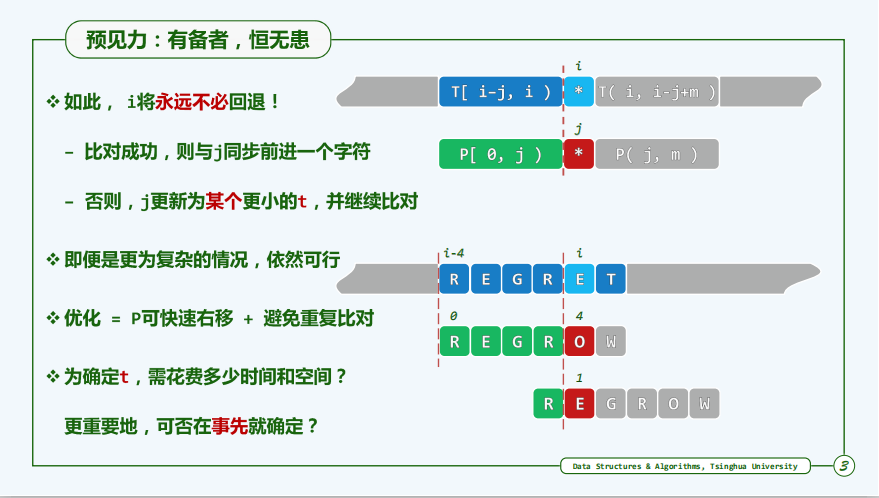 预见力：有备者，恒无患
❖ 如此， i将永远不必回退！
– 比对成功，则与j同步前进一个字符
– 否则，j更新为某个更小的t，并继续比对
❖ 即便是更为复杂的情况，依然可行
❖ 优化 = P可快速右移 + 避免重复比对
❖ 为确定t，需花费多少时间和空间？
更重要地，可否在事先就确定？
i
T[ i-j, i ) * T( i, i-j+m )
j
P[ 0, j ) * P( j, m )
i-4 i
R E G R E T
0 4
R E G R O W
1
R E G R O W
Data Structures & Algorithms, Tsinghua University
3